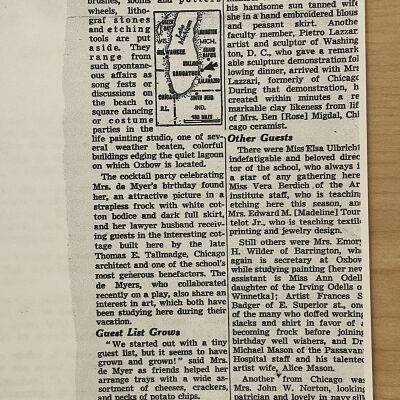 brushes, looms and potters
wheels, litho-
graf stones
and etching
tools are put
aside. They
range from
such spontane-
ous affairs as
song fests or
discussions on
the beach to
square dancing
or costume
parties in the
life painting studio, one of sev-
eral weather beaten, colorful
buildings edging the quiet lagoon
on which Oxbow is located.
The cocktail party celebrating
Mrs. de Myer's birthday found
her, an attractive picture in a
strapless frock with white cot-
ton bodice and dark full skirt,
and her lawyer husband receiv-
ing guests in the interesting cot-
tage built here by the late
Thomas E. Tallmadge, Chicago
architect and one of the school's
most generous benefactors. The
de Myers, who collaborated
recently on a play, also share an
interest in art, which both have
been studying here during their
vacation.
Guest List Grows
"We started out with a tiny
guest list, but it seems to have
grown and grown!" said Mrs.
de Myer as friends helped her
arrange trays with a wide as-
sortment of cheeses, crackers,
and pecks of potato chips.
GREEN BAY
WIS.
MICH.
MILWAUKEE
GRAND RAPIDS
HOLLAND
SAUGATUCK
KALAMAZOO
CHICAGO
SOUTH BEND
ILL.
IND.
his handsome sun tanned wife
she in a hand embroidered blous
and peasant skirt. Anothe
faculty member, Pietro Lazzar
artist and sculptor of Washing
ton, D. C., who gave a remark
able sculpture demonstration fol
lowing dinner, arrived with Mrs
Lazzari, formerly of Chicago
During that demonstration, h
created within minutes a re
markable clay likeness from lif
of Mrs. Ben [Rose] Migdal, Chi
cago ceramist.
Other Guests
There were Miss Elsa Ulbricht
indefatigable and beloved direc
tor of the school, who always i
a star of any gathering here
Miss Vera Berdich of the Ar
institute staff, who is teachin
etching here this season, an
Mrs. Edward M. [Madeline] Tour
telot Jr., who is teaching textil
printing and jewelry design.
Still others were Mrs. Emory
H. Wilder of Barrington, wh
again is secretary at Oxbow
while studying painting [her new
assistant is Miss Ann Odell
daughter of the Irving Odells o
Winnetka]; Artist Frances S
Badger of E. Superior st., one
of the many who doffed working
slacks and shirt in favor of a
becoming frock before joining
birthday well wishers, and Dr
Michael Mason of the Passavan
Hospital staff and his talented
artist wife, Alice Mason.
Another from Chicago was
Mrs. John W. Norton, looking
patrician and lovely in navy silk